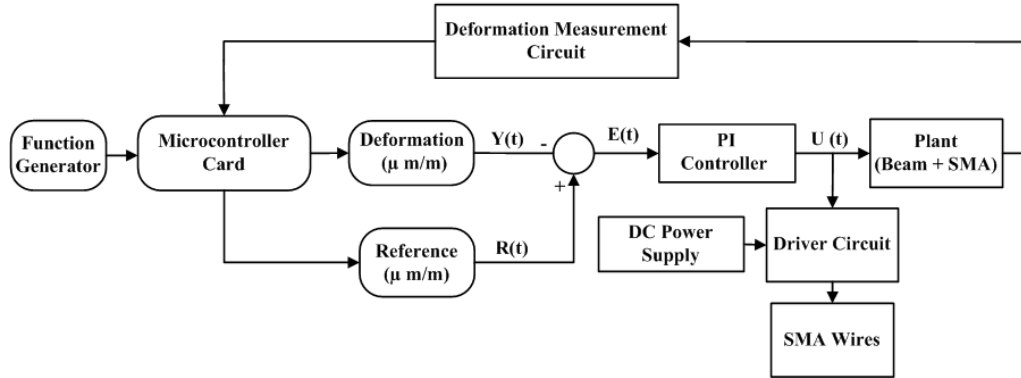 Deformation Measurement
Circuit
Function
Generator
Microcontroller
Card
Deformation
(μ m/m)
Y(t)
-
+
E(t)
PI
Controller
U (t)
Plant
(Beam + SMA)
Reference
(μ m/m)
R(t)
DC Power
Supply
Driver Circuit
SMA Wires